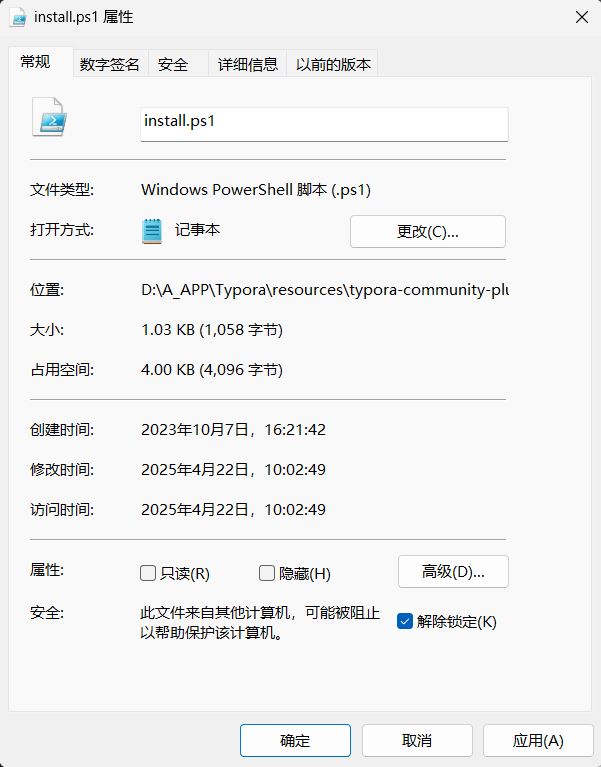 install.ps1 属性
常规 数字签名 安全 详细信息 以前的版本
install.ps1
文件类型: Windows PowerShell 脚本 (.ps1)
打开方式: 记事本 更改(C)...
位置: D:\A_APP\Typora\resources\typora-community-plu
大小: 1.03 KB (1,058 字节)
占用空间: 4.00 KB (4,096 字节)
创建时间: 2023年10月7日，16:21:42
修改时间: 2025年4月22日，10:02:49
访问时间: 2025年4月22日，10:02:49
属性: 只读(R) 隐藏(H) 高级(D)...
安全: 此文件来自其他计算机，可能被阻止
以帮助保护该计算机。 解除锁定(K)
确定 取消 应用(A)